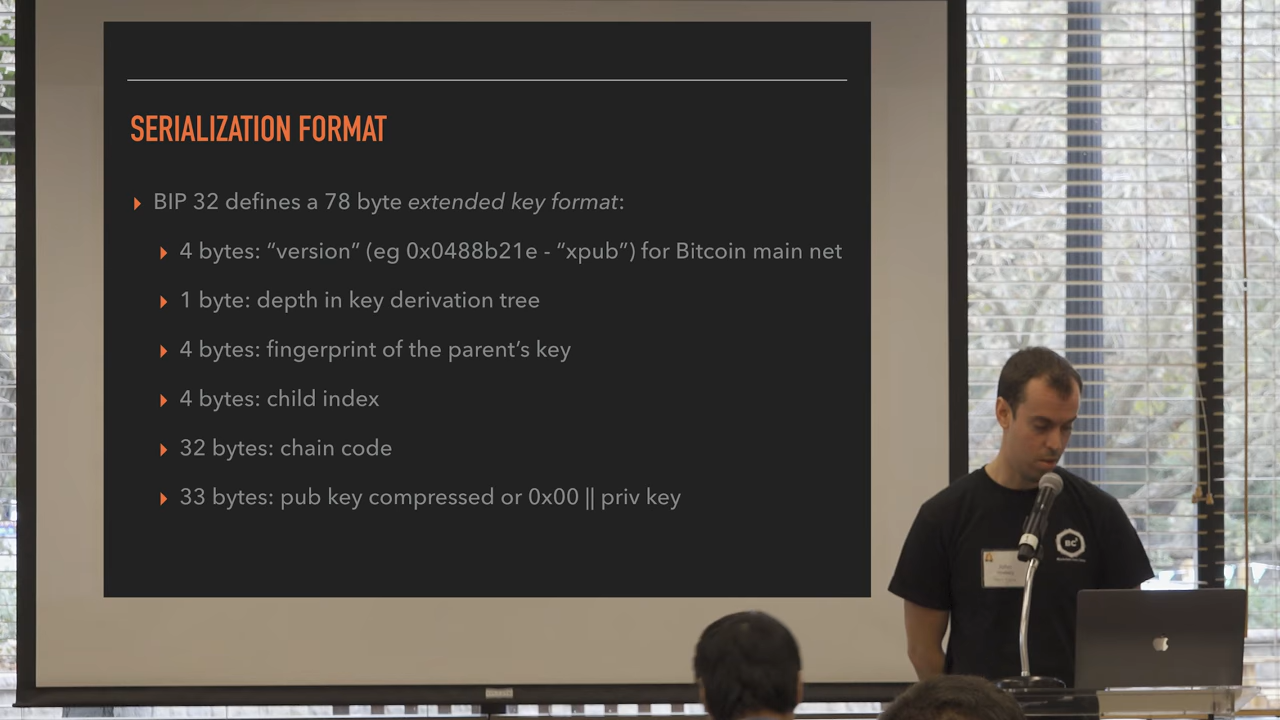 SERIALIZATION FORMAT
BIP 32 defines a 78 byte extended key format:
4 bytes: “version” (eg 0x0488b21e - “xpub”) for Bitcoin main net
1 byte: depth in key derivation tree
4 bytes: fingerprint of the parent’s key
4 bytes: child index
32 bytes: chain code
33 bytes: pub key compressed or 0x00 || priv key
BC